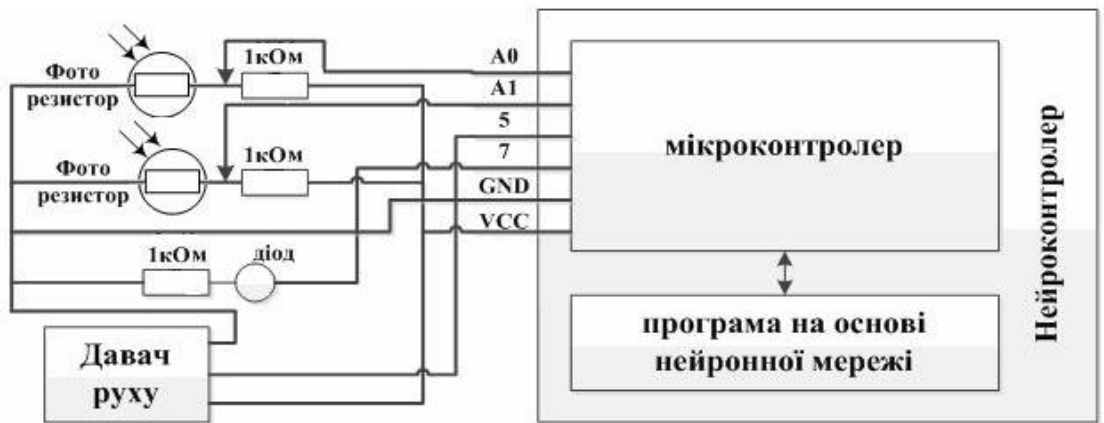 Фото
резистор
1кОм
Фото
резистор
1кОм
1кОм
діод
Давач
руху
A0
A1
5
7
GND
VCC
мікроконтролер
програма на основі
нейронної мережі
Нейроконтролер